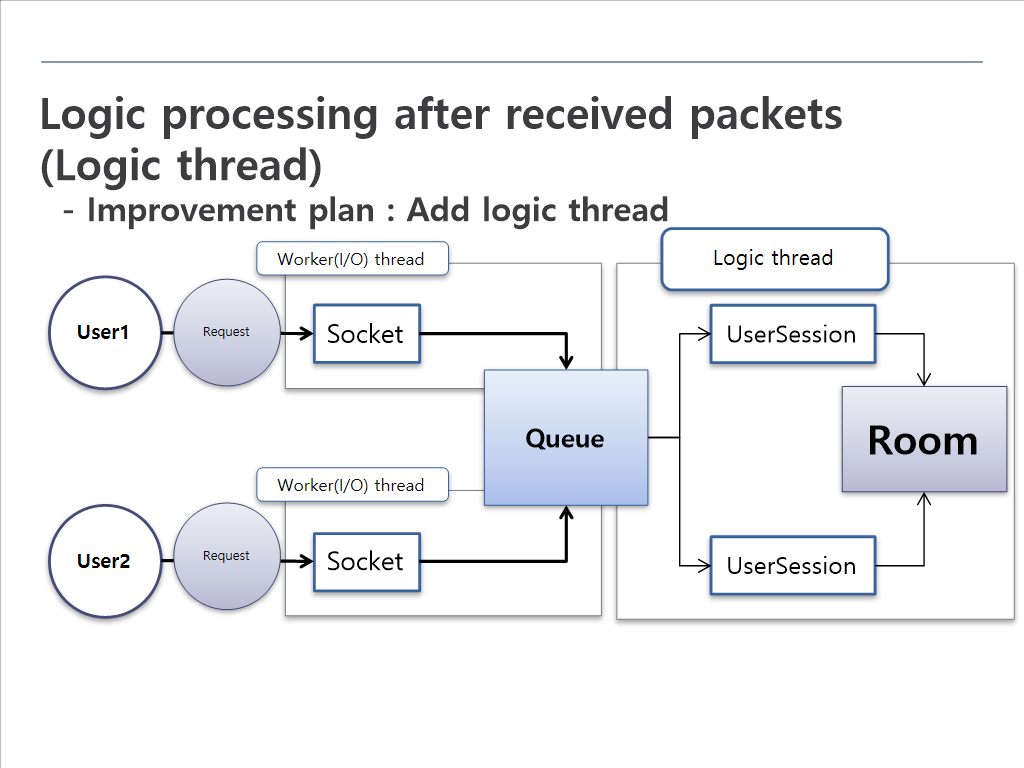 Logic processing after received packets
(Logic thread)
- Improvement plan : Add logic thread
Worker(I/O) thread
Logic thread
User1
Request
Socket
UserSession
Queue
Room
Worker(I/O) thread
User2
Request
Socket
UserSession